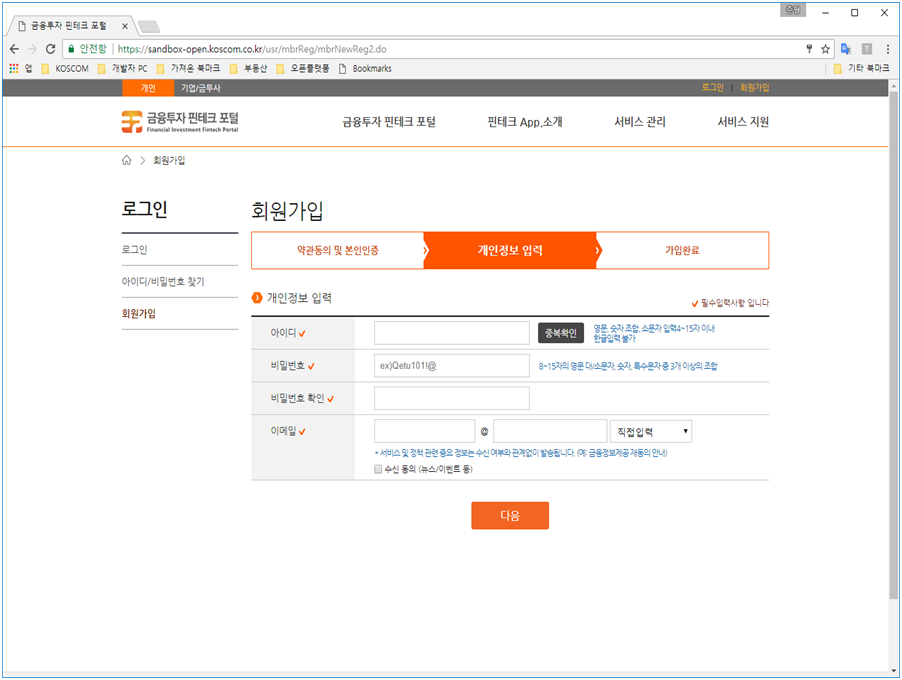 금융투자 핀테크 포털
안전함 https://sandbox-open.koscom.co.kr/usr/mbrReg/mbrNewReg2.do
앱 KOSCOM 개발자 PC 가져온 북마크 부동산 오픈플랫폼 Bookmarks 기타 북마크
개인 기업/금투사 로그인 회원가입
금융투자 핀테크 포털
Financial Investment Fintech Portal
금융투자 핀테크 포털 핀테크 App.소개 서비스 관리 서비스 지원
회원가입
로그인
로그인
아이디/비밀번호 찾기
회원가입
회원가입
약관동의 및 본인인증 개인정보 입력 가입완료
개인정보 입력
필수입력사항 입니다
아이디 중복확인 영문, 숫자 조합, 소문자 입력4~15자 이내
한글입력 불가
비밀번호 ex)Qetu101!@ 8~15자의 영문 대/소문자, 숫자, 특수문자 중 3개 이상의 조합
비밀번호 확인
이메일 @ 직접입력
* 서비스 및 정책 관련 중요 정보는 수신 여부와 관계없이 발송됩니다. (예: 금융정보제공 재동의 안내)
수신 동의 (뉴스/이벤트 등)
다음